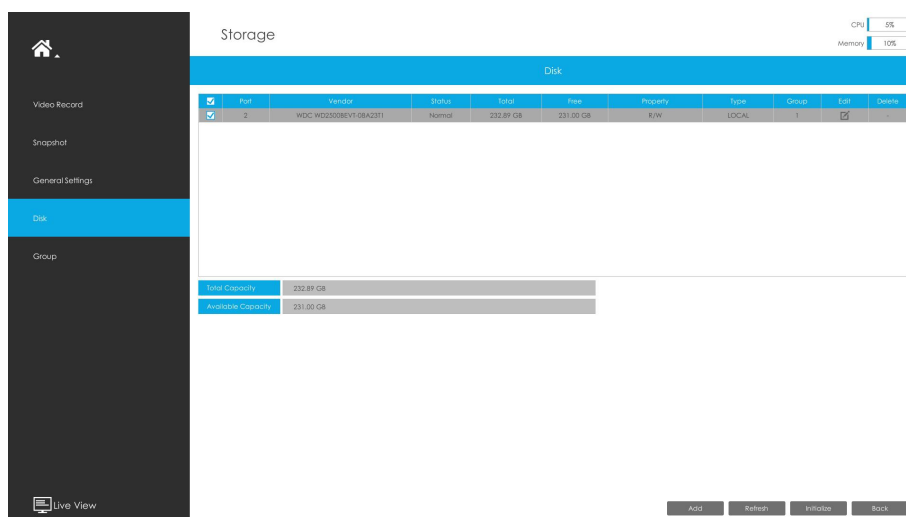 Storage
CPU 5%
Memory 10%
Disk
Video Record
Snapshot
General Settings
Disk
Group
Live View
Port Vendor Status Total Free Property Type Group Edit Delete
2 WDC WD2500BEVT-08A23T1 Normal 232.89 GB 231.00 GB R/W LOCAL 1 -
Total Capacity 232.89 GB
Available Capacity 231.00 GB
Add Refresh Initialize Back